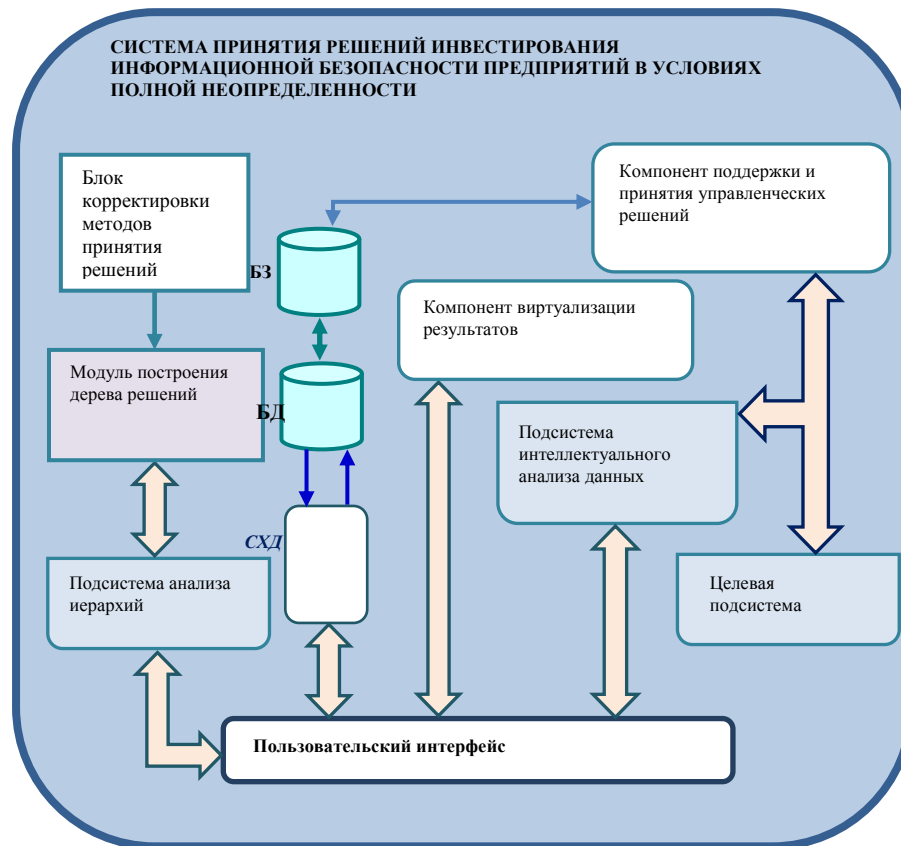 СИСТЕМА ПРИНЯТИЯ РЕШЕНИЙ ИНВЕСТИРОВАНИЯ
ИНФОРМАЦИОННОЙ БЕЗОПАСНОСТИ ПРЕДПРИЯТИЙ В УСЛОВИЯХ
ПОЛНОЙ НЕОПРЕДЕЛЕННОСТИ
Блок
корректировки
методов
принятия
решений
Компонент поддержки и
принятия управленческих
решений
БЗ
Компонент виртуализации
результатов
Модуль построения
дерева решений
БД
Подсистема
интеллектуального
анализа данных
СХД
Подсистема анализа
иерархий
Целевая
подсистема
Пользовательский интерфейс